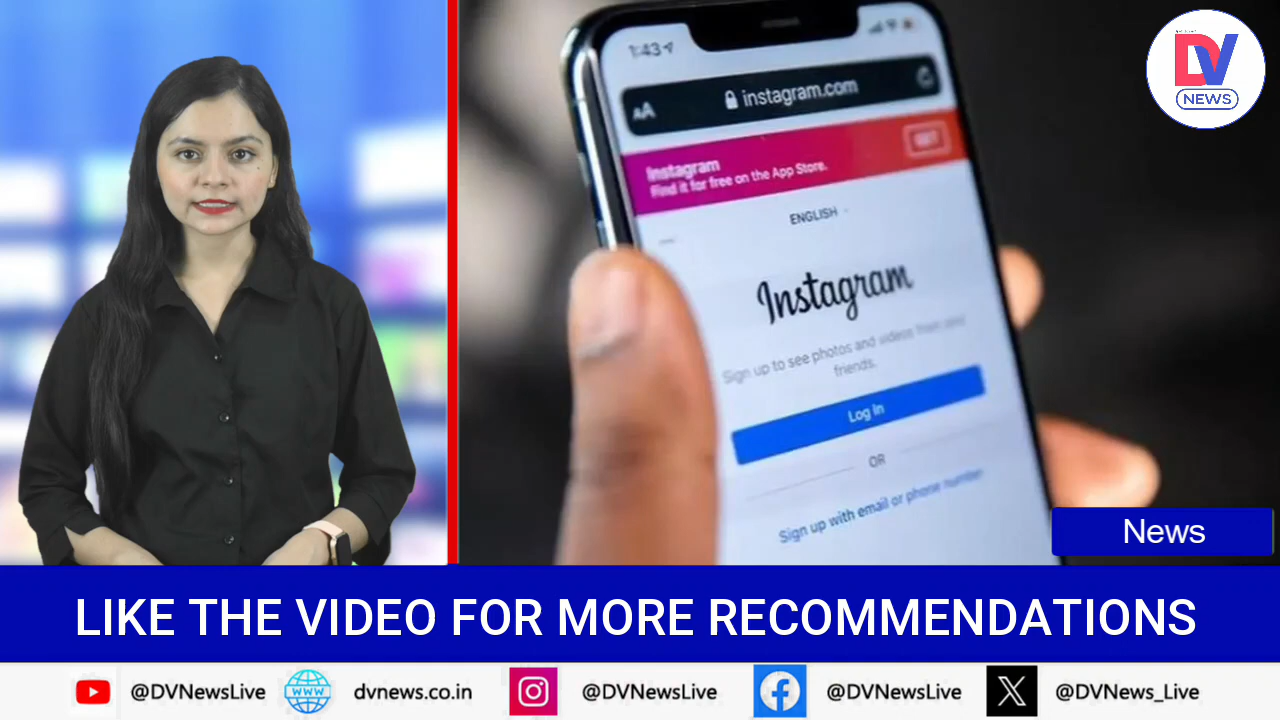 1:43
AA instagram.com
Instagram
Find it for free on the App Store.
ENGLISH
Instagram
Sign up to see photos and videos from your
friends.
Log In
OR
Sign up with email or phone number
DV
NEWS
News
LIKE THE VIDEO FOR MORE RECOMMENDATIONS
@DVNewsLive
www
dvnews.co.in
@DVNewsLive
@DVNewsLive
@DVNews_Live